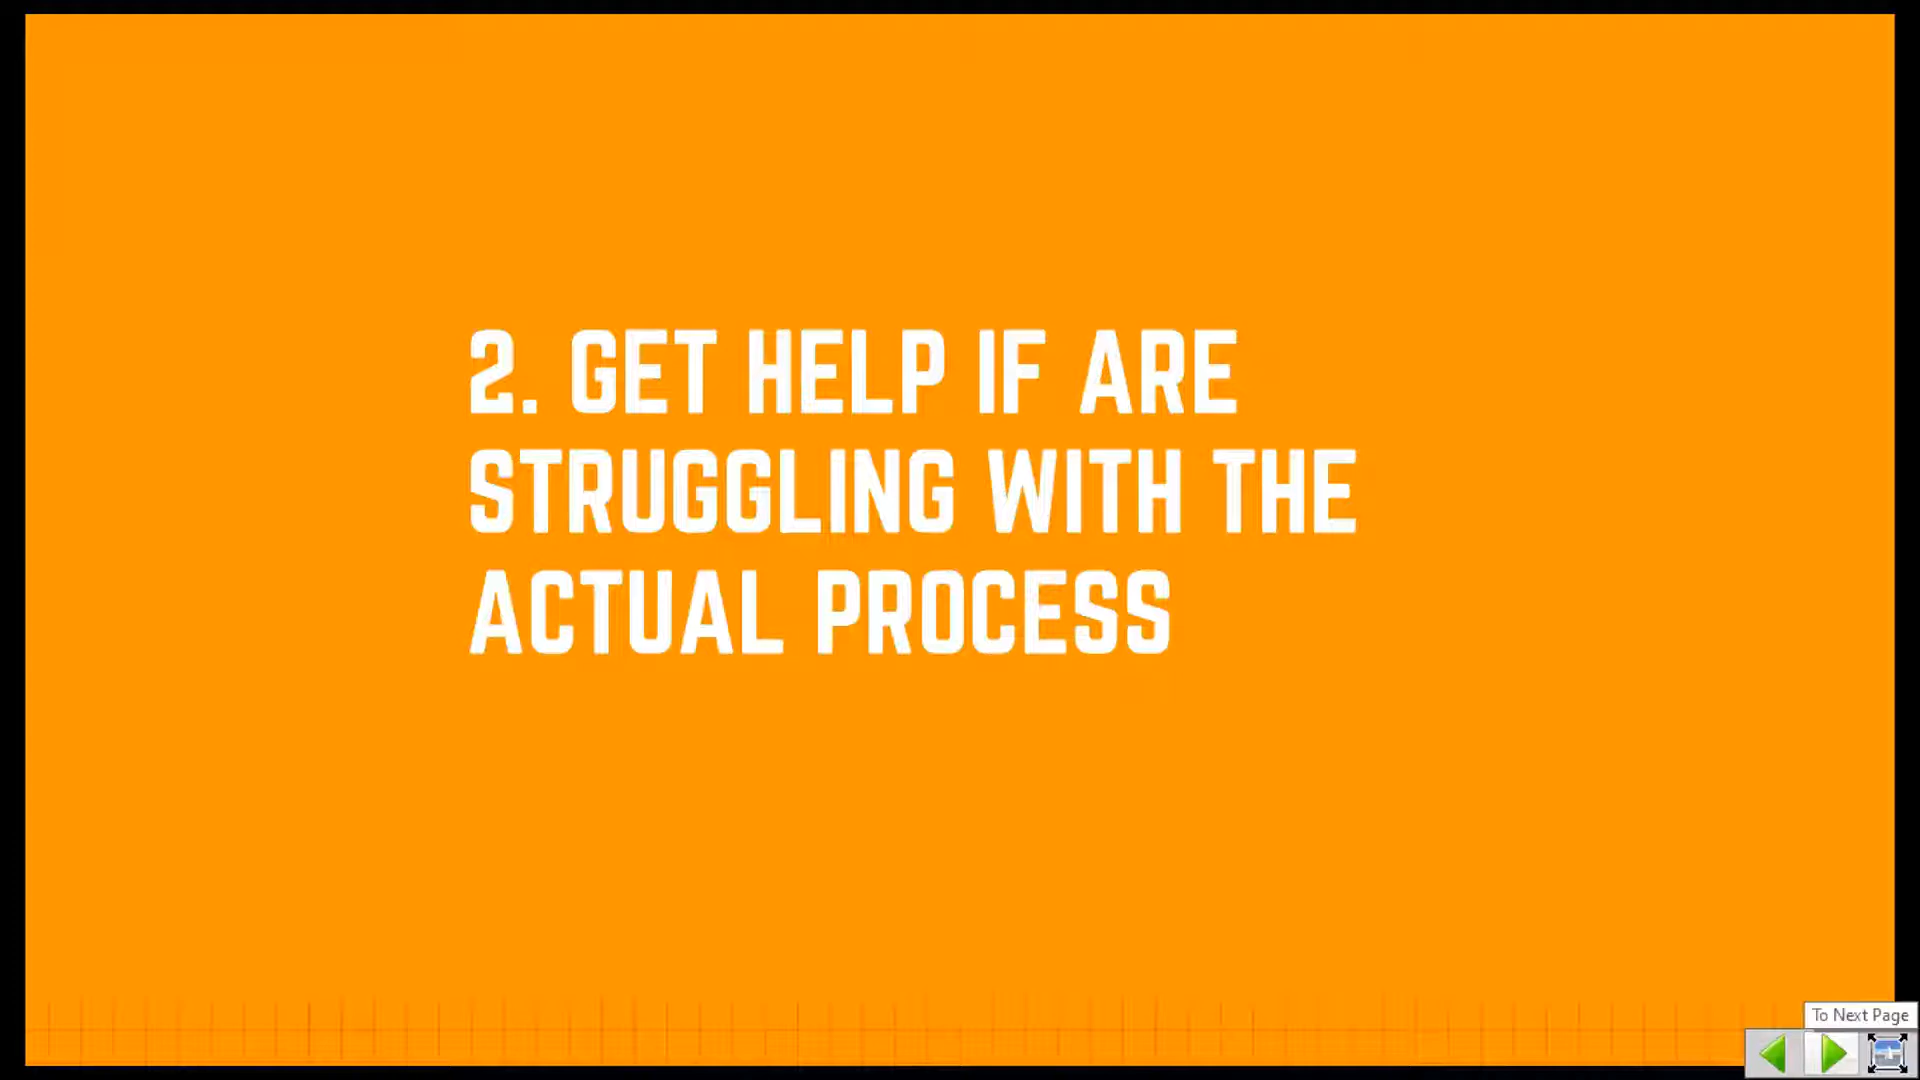 2. GET HELP IF ARE
STRUGGLING WITH THE
ACTUAL PROCESS
To Next Page